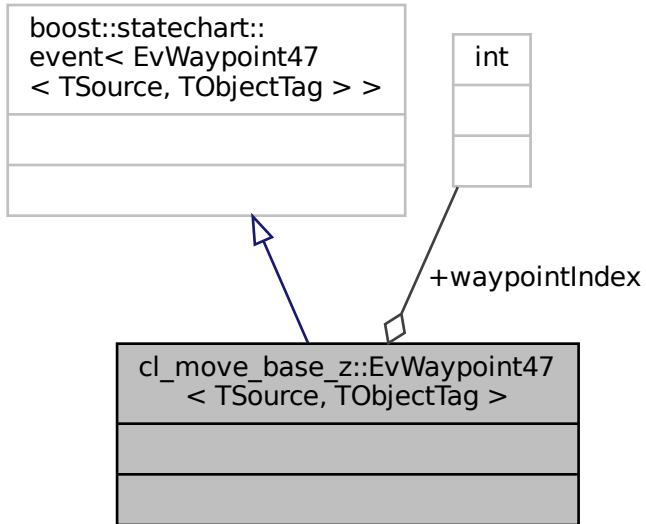 boost::statechart::
event< EvWaypoint47
< TSource, TObjectTag > >
int
+waypointIndex
cl_move_base_z::EvWaypoint47
< TSource, TObjectTag >